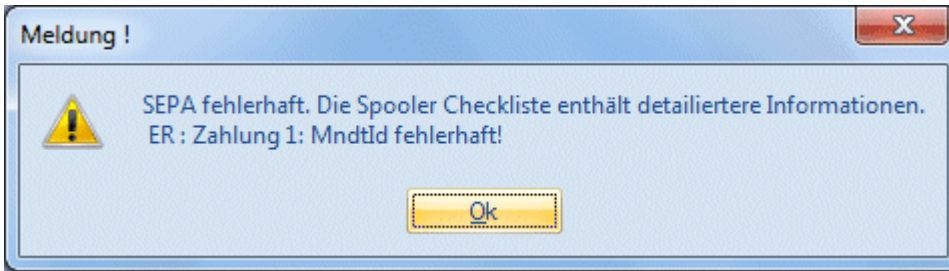 Meldung !
SEPA fehlerhaft. Die Spooler Checkliste enthält detailiertere Informationen.
ER : Zahlung 1: MndtId fehlerhaft!
Ok